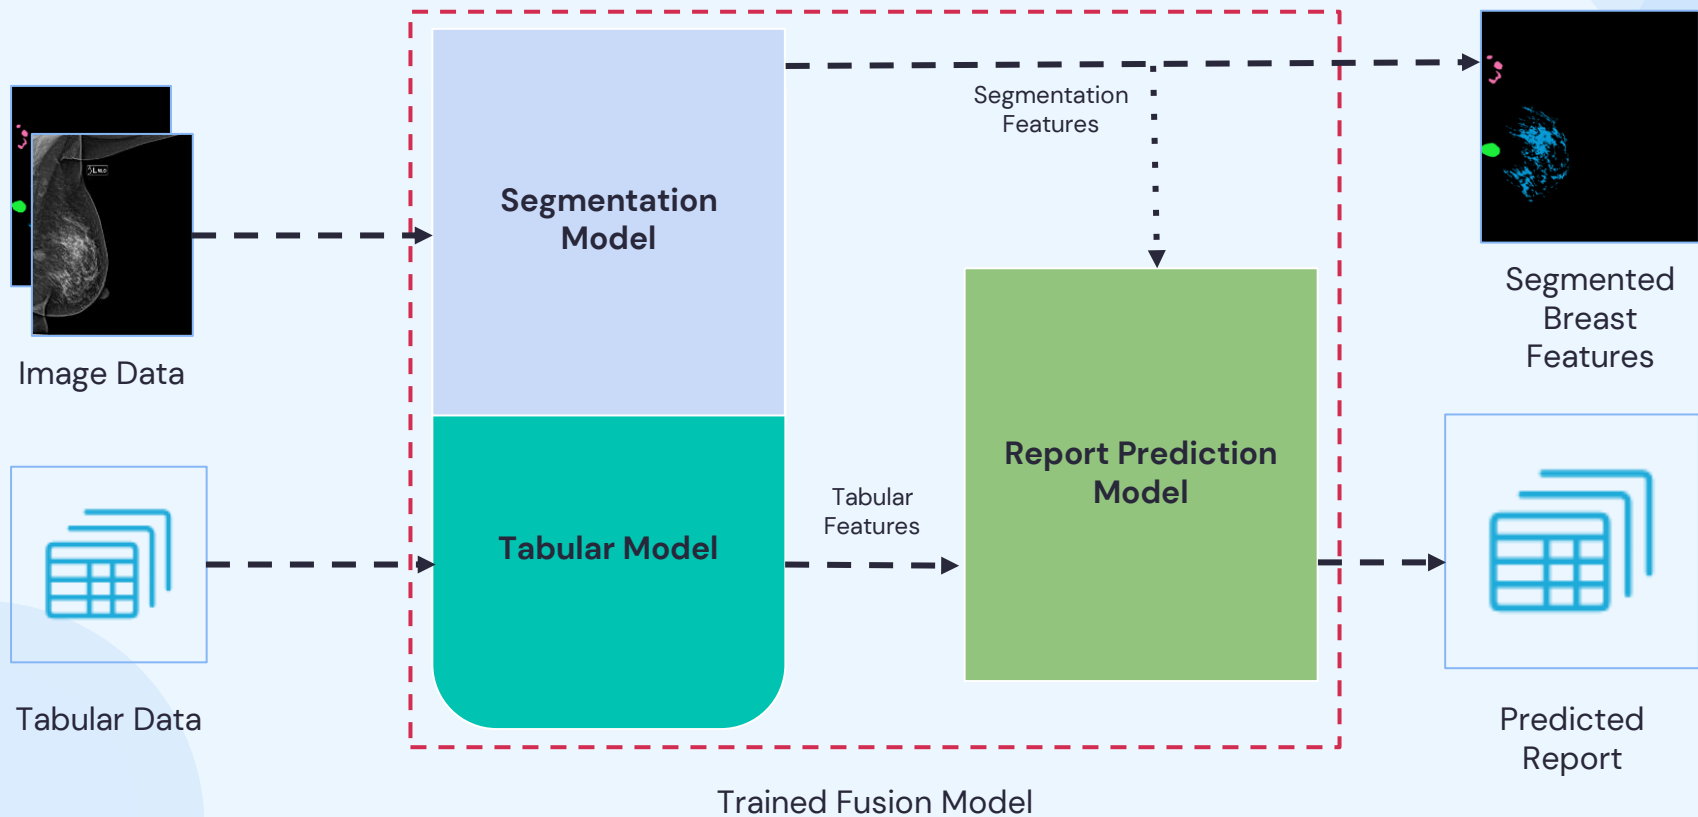 Segmentation
Features
Segmentation
Model
Image Data
Segmented
Breast
Features
Report Prediction
Model
Tabular
Features
Tabular Model
Tabular Data
Predicted
Report
Trained Fusion Model